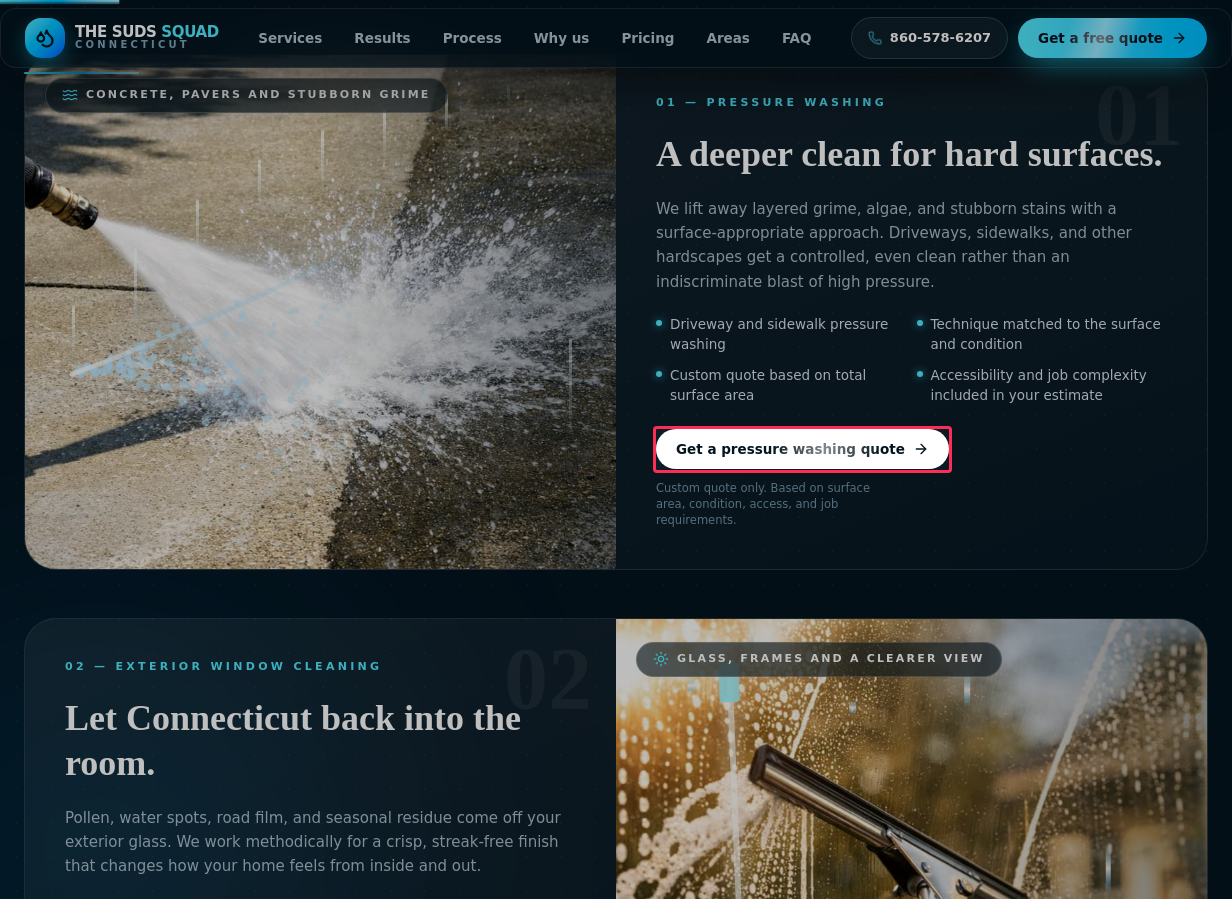 THE SUDS SQUAD
CONNECTICUT
Services
Results
Process
Why us
Pricing
Areas
FAQ
860-578-6207
Get a free quote
CONCRETE, PAVERS AND STUBBORN GRIME
01 — PRESSURE WASHING
01
A deeper clean for hard surfaces.
We lift away layered grime, algae, and stubborn stains with a
surface-appropriate approach. Driveways, sidewalks, and other
hardscapes get a controlled, even clean rather than an
indiscriminate blast of high pressure.
Driveway and sidewalk pressure
washing
Technique matched to the surface
and condition
Custom quote based on total
surface area
Accessibility and job complexity
included in your estimate
Get a pressure washing quote
Custom quote only. Based on surface
area, condition, access, and job
requirements.
02 — EXTERIOR WINDOW CLEANING
02
Let Connecticut back into the
room.
Pollen, water spots, road film, and seasonal residue come off your
exterior glass. We work methodically for a crisp, streak-free finish
that changes how your home feels from inside and out.
GLASS, FRAMES AND A CLEARER VIEW